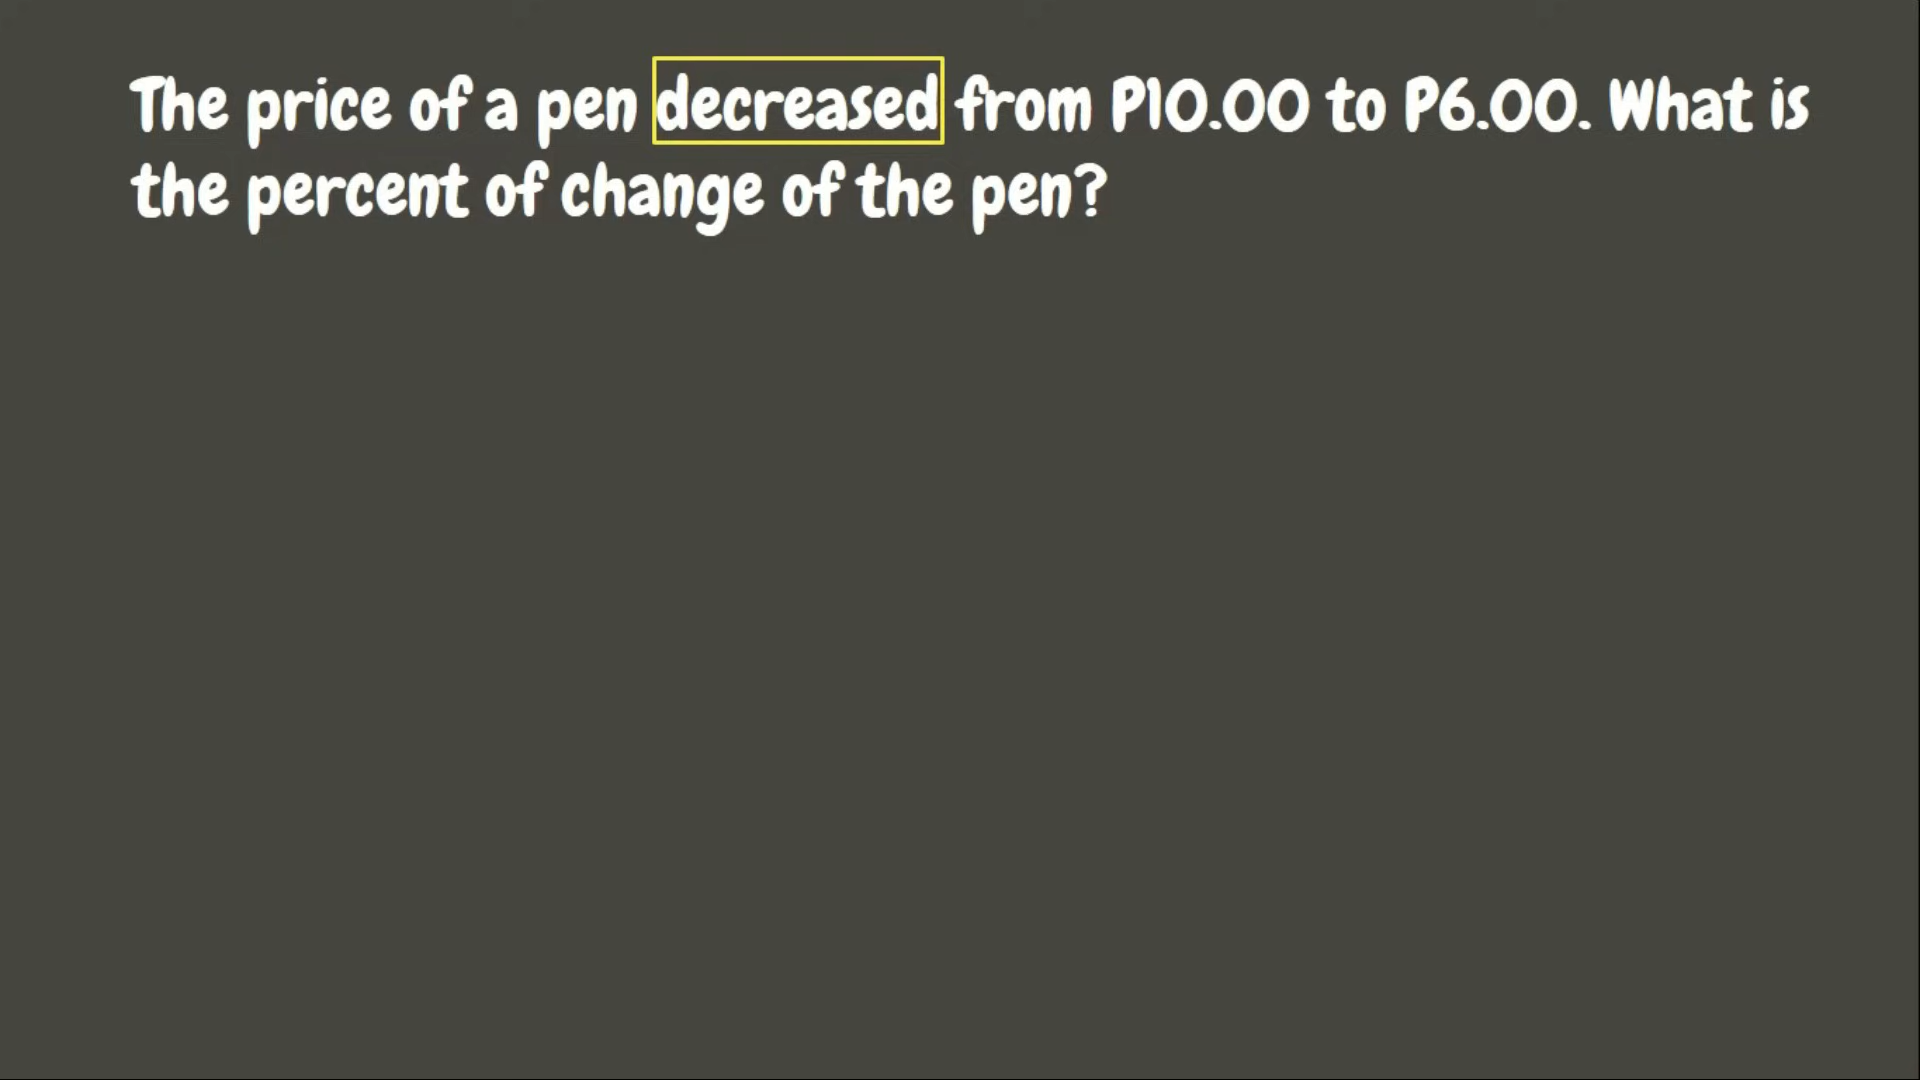 The price of a pen decreased from P10.00 to P6.00. What is
the percent of change of the pen?